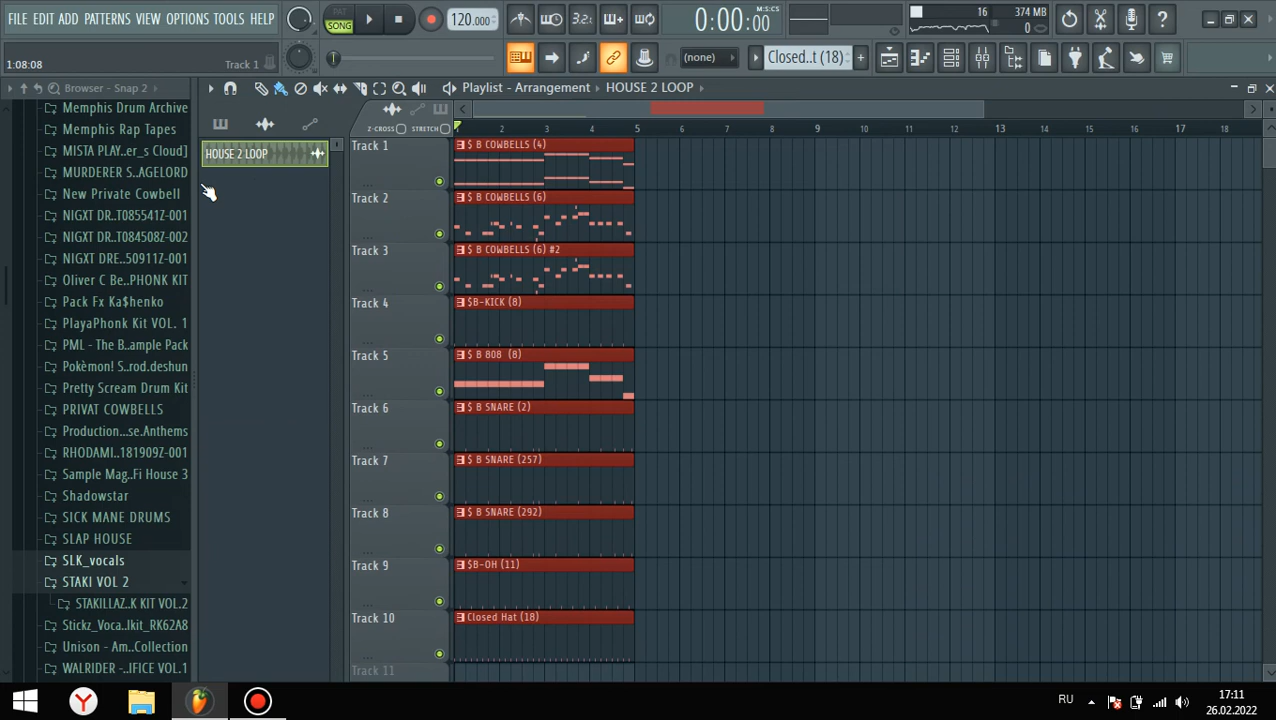 FILE EDIT ADD PATTERNS VIEW OPTIONS TOOLS HELP
PAT
SONG
120.000
3.2.
0:00:00
M:S:CS
16
374 MB
0
1:08:08
Track 1
(none)
Closed..t (18)
Browser - Snap 2
Playlist - Arrangement
HOUSE 2 LOOP
Memphis Drum Archive
Memphis Rap Tapes
MISTA PLAY..er_s Cloud]
MURDERER S..AGELORD
New Private Cowbell
NIGXT DR..T085541Z-001
NIGXT DR..T084508Z-002
NIGXT DRE..50911Z-001
Oliver C Be..PHONK KIT
Pack Fx Ka$henko
PlayaPhonk Kit VOL. 1
PML - The B..ample Pack
Pokèmon! S..rod.deshun
Pretty Scream Drum Kit
PRIVAT COWBELLS
Production..se.Anthems
RHODAMI..181909Z-001
Sample Mag..Fi House 3
Shadowstar
SICK MANE DRUMS
SLAP HOUSE
SLK_vocals
STAKI VOL 2
STAKILLAZ..K KIT VOL.2
Stickz_Voca..lkit_RK62A8
Unison - Am..Collection
WALRIDER -..IFICE VOL.1
HOUSE 2 LOOP
Z-CROSS
STRETCH
1 2 3 4 5 6 7 8 9 10 11 12 13 14 15 16 17 18
Track 1
$ B COWBELLS (4)
Track 2
$ B COWBELLS (6)
Track 3
$ B COWBELLS (6) #2
Track 4
$B-KICK (8)
Track 5
$ B 808 (8)
Track 6
$ B SNARE (2)
Track 7
$ B SNARE (257)
Track 8
$ B SNARE (292)
Track 9
$B-OH (11)
Track 10
Closed Hat (18)
Track 11
RU
17:11
26.02.2022